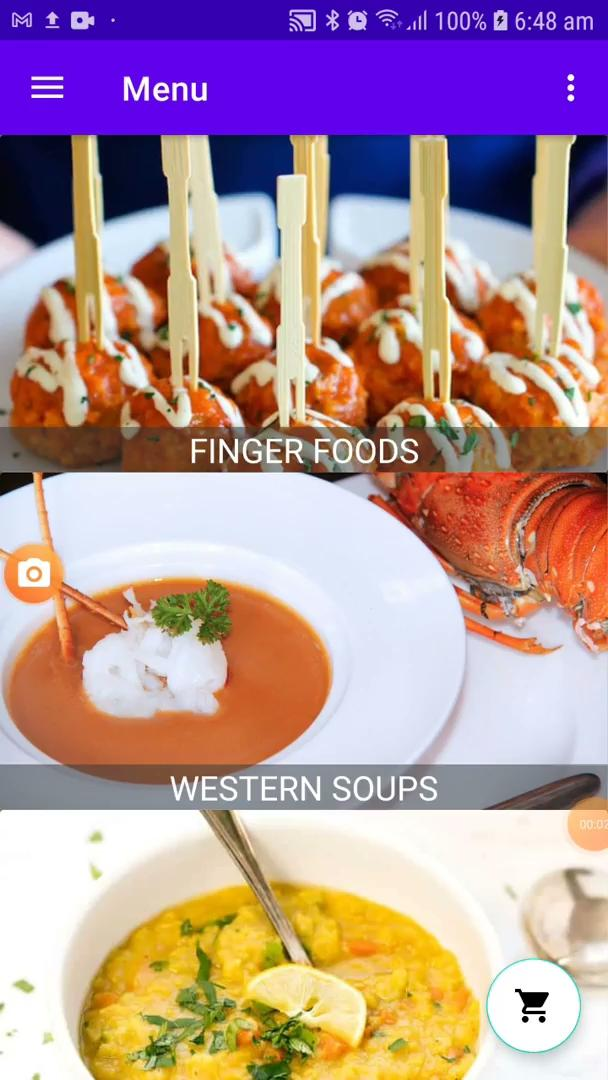 100% 6:48 am
Menu
FINGER FOODS
WESTERN SOUPS